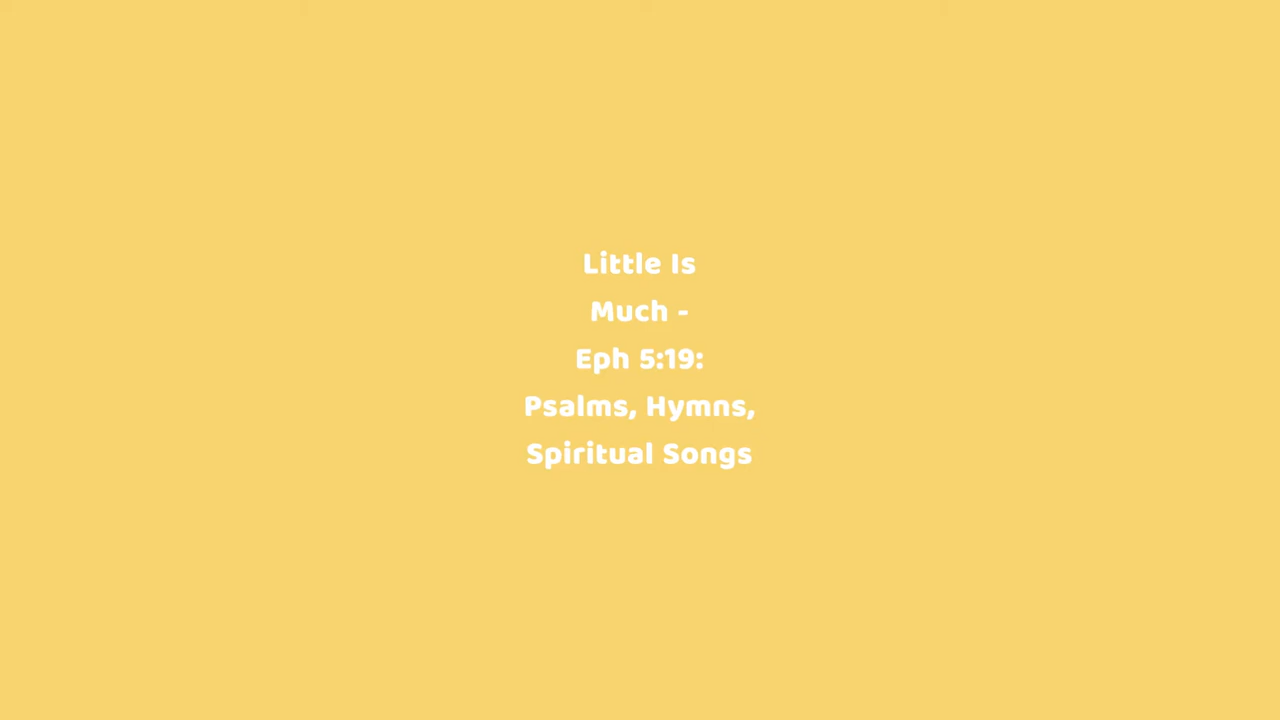 Little Is
Much -
Eph 5:19:
Psalms, Hymns,
Spiritual Songs